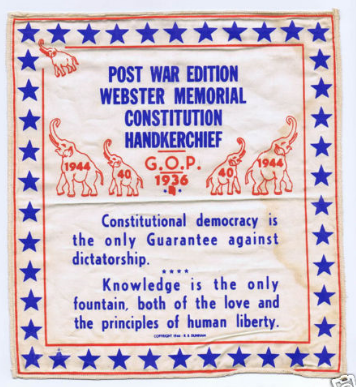 POST WAR EDITION
WEBSTER MEMORIAL
CONSTITUTION
HANDKERCHIEF
1944 40 G.O.P. 40 1944
1936
Constitutional democracy is
the only Guarantee against
dictatorship.
Knowledge is the only
fountain, both of the love and
the principles of human liberty.
COPYRIGHT